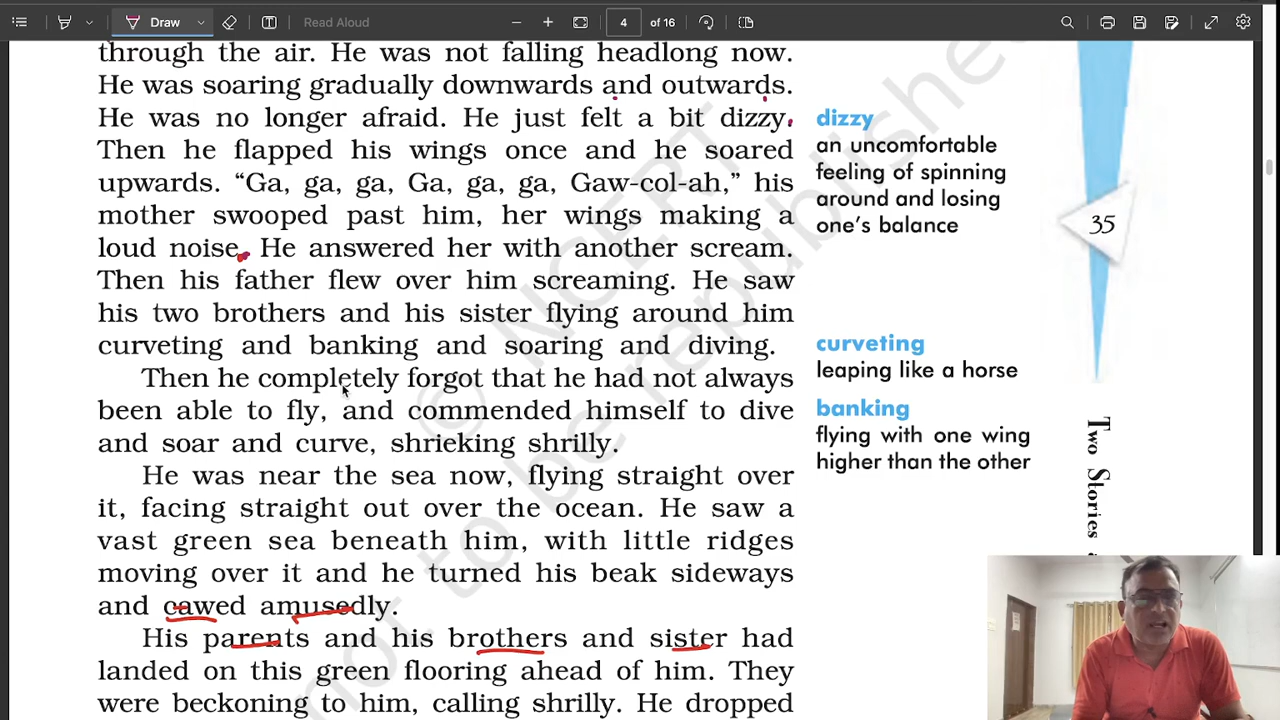 Draw
Read Aloud
4
of 16
through the air. He was not falling headlong now.
He was soaring gradually downwards and outwards.
He was no longer afraid. He just felt a bit dizzy.
Then he flapped his wings once and he soared
upwards. “Ga, ga, ga, Ga, ga, ga, Gaw-col-ah,” his
mother swooped past him, her wings making a
loud noise. He answered her with another scream.
Then his father flew over him screaming. He saw
his two brothers and his sister flying around him
curveting and banking and soaring and diving.
Then he completely forgot that he had not always
been able to fly, and commended himself to dive
and soar and curve, shrieking shrilly.
He was near the sea now, flying straight over
it, facing straight out over the ocean. He saw a
vast green sea beneath him, with little ridges
moving over it and he turned his beak sideways
and cawed amusedly.
His parents and his brothers and sister had
landed on this green flooring ahead of him. They
were beckoning to him, calling shrilly. He dropped
dizzy
an uncomfortable
feeling of spinning
around and losing
one’s balance
curveting
leaping like a horse
banking
flying with one wing
higher than the other
35
Two Stories
© NCERT
not to be republished